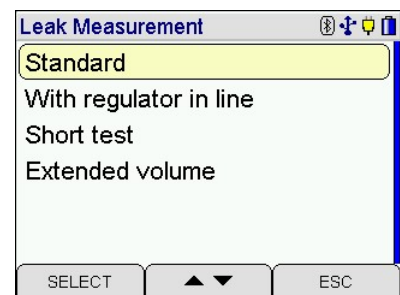 Leak Measurement
Standard
With regulator in line
Short test
Extended volume
SELECT ▲ ▼ ESC